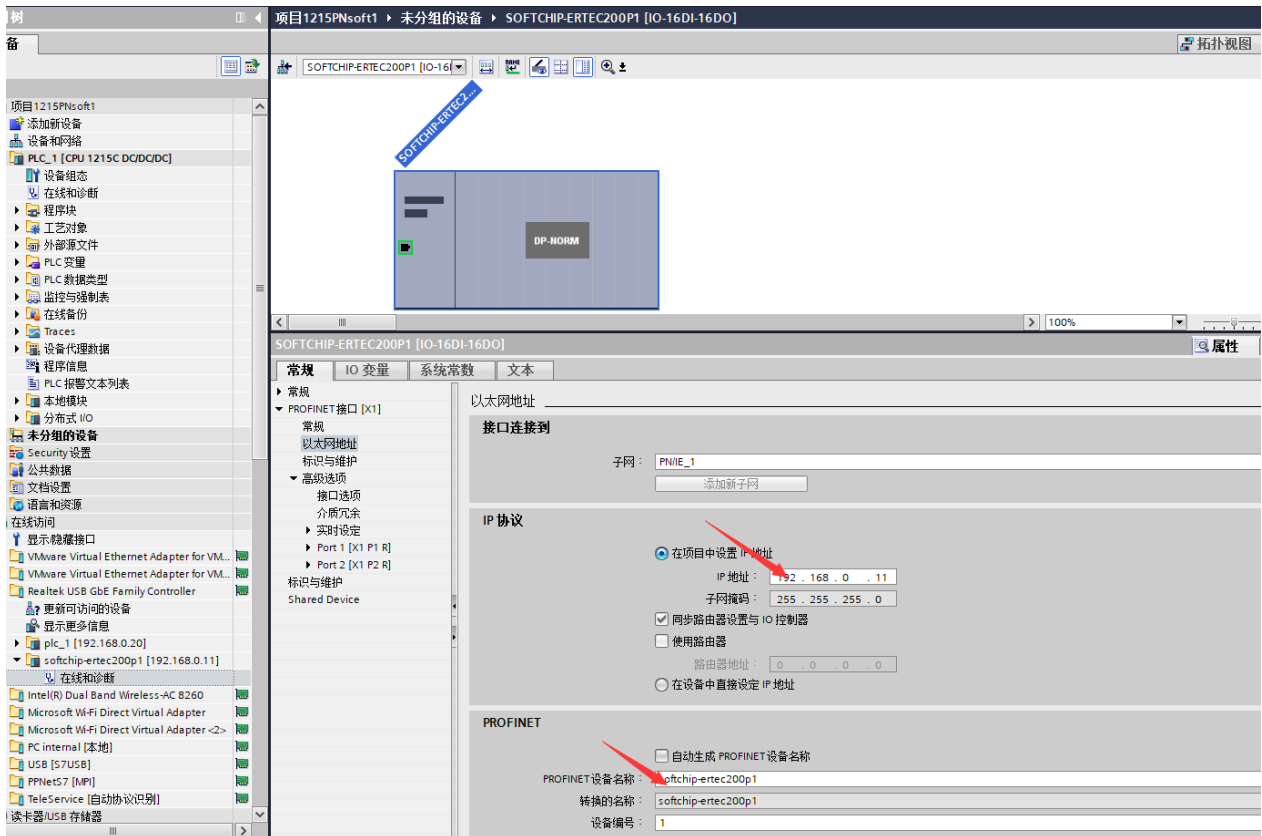 树
项目1215PNsoft1 ▸ 未分组的设备 ▸ SOFTCHIP-ERTEC200P1 [IO-16DI-16DO]
备
拓扑视图
SOFTCHIP-ERTEC200P1 [IO-16
SOFTCHIP-ERTEC2...
DP-NORM
100%
项目1215PNsoft1
添加新设备
设备和网络
PLC_1 [CPU 1215C DC/DC/DC]
设备组态
在线和诊断
程序块
工艺对象
外部源文件
PLC 变量
PLC 数据类型
监控与强制表
在线备份
Traces
设备代理数据
程序信息
PLC 报警文本列表
本地模块
分布式 I/O
未分组的设备
Security 设置
公共数据
文档设置
语言和资源
在线访问
显示/隐藏接口
VMware Virtual Ethernet Adapter for VM...
VMware Virtual Ethernet Adapter for VM...
Realtek USB GbE Family Controller
更新可访问的设备
显示更多信息
plc_1 [192.168.0.20]
softchip-ertec200p1 [192.168.0.11]
在线和诊断
Intel(R) Dual Band Wireless-AC 8260
Microsoft Wi-Fi Direct Virtual Adapter
Microsoft Wi-Fi Direct Virtual Adapter <2>
PC internal [本地]
USB [S7USB]
PPNetS7 [MPI]
TeleService [自动协议识别]
读卡器/USB 存储器
SOFTCHIP-ERTEC200P1 [IO-16DI-16DO]
属性
常规 IO 变量 系统常数 文本
常规
PROFINET接口 [X1]
常规
以太网地址
标识与维护
高级选项
接口选项
介质冗余
实时设定
Port 1 [X1 P1 R]
Port 2 [X1 P2 R]
标识与维护
Shared Device
以太网地址
接口连接到
子网： PN/IE_1
添加新子网
IP 协议
在项目中设置 IP 地址
IP 地址： 192 . 168 . 0 . 11
子网掩码： 255 . 255 . 255 . 0
同步路由器设置与 IO 控制器
使用路由器
路由器地址： 0 . 0 . 0 . 0
在设备中直接设定 IP 地址
PROFINET
自动生成 PROFINET 设备名称
PROFINET 设备名称： softchip-ertec200p1
转换的名称： softchip-ertec200p1
设备编号： 1